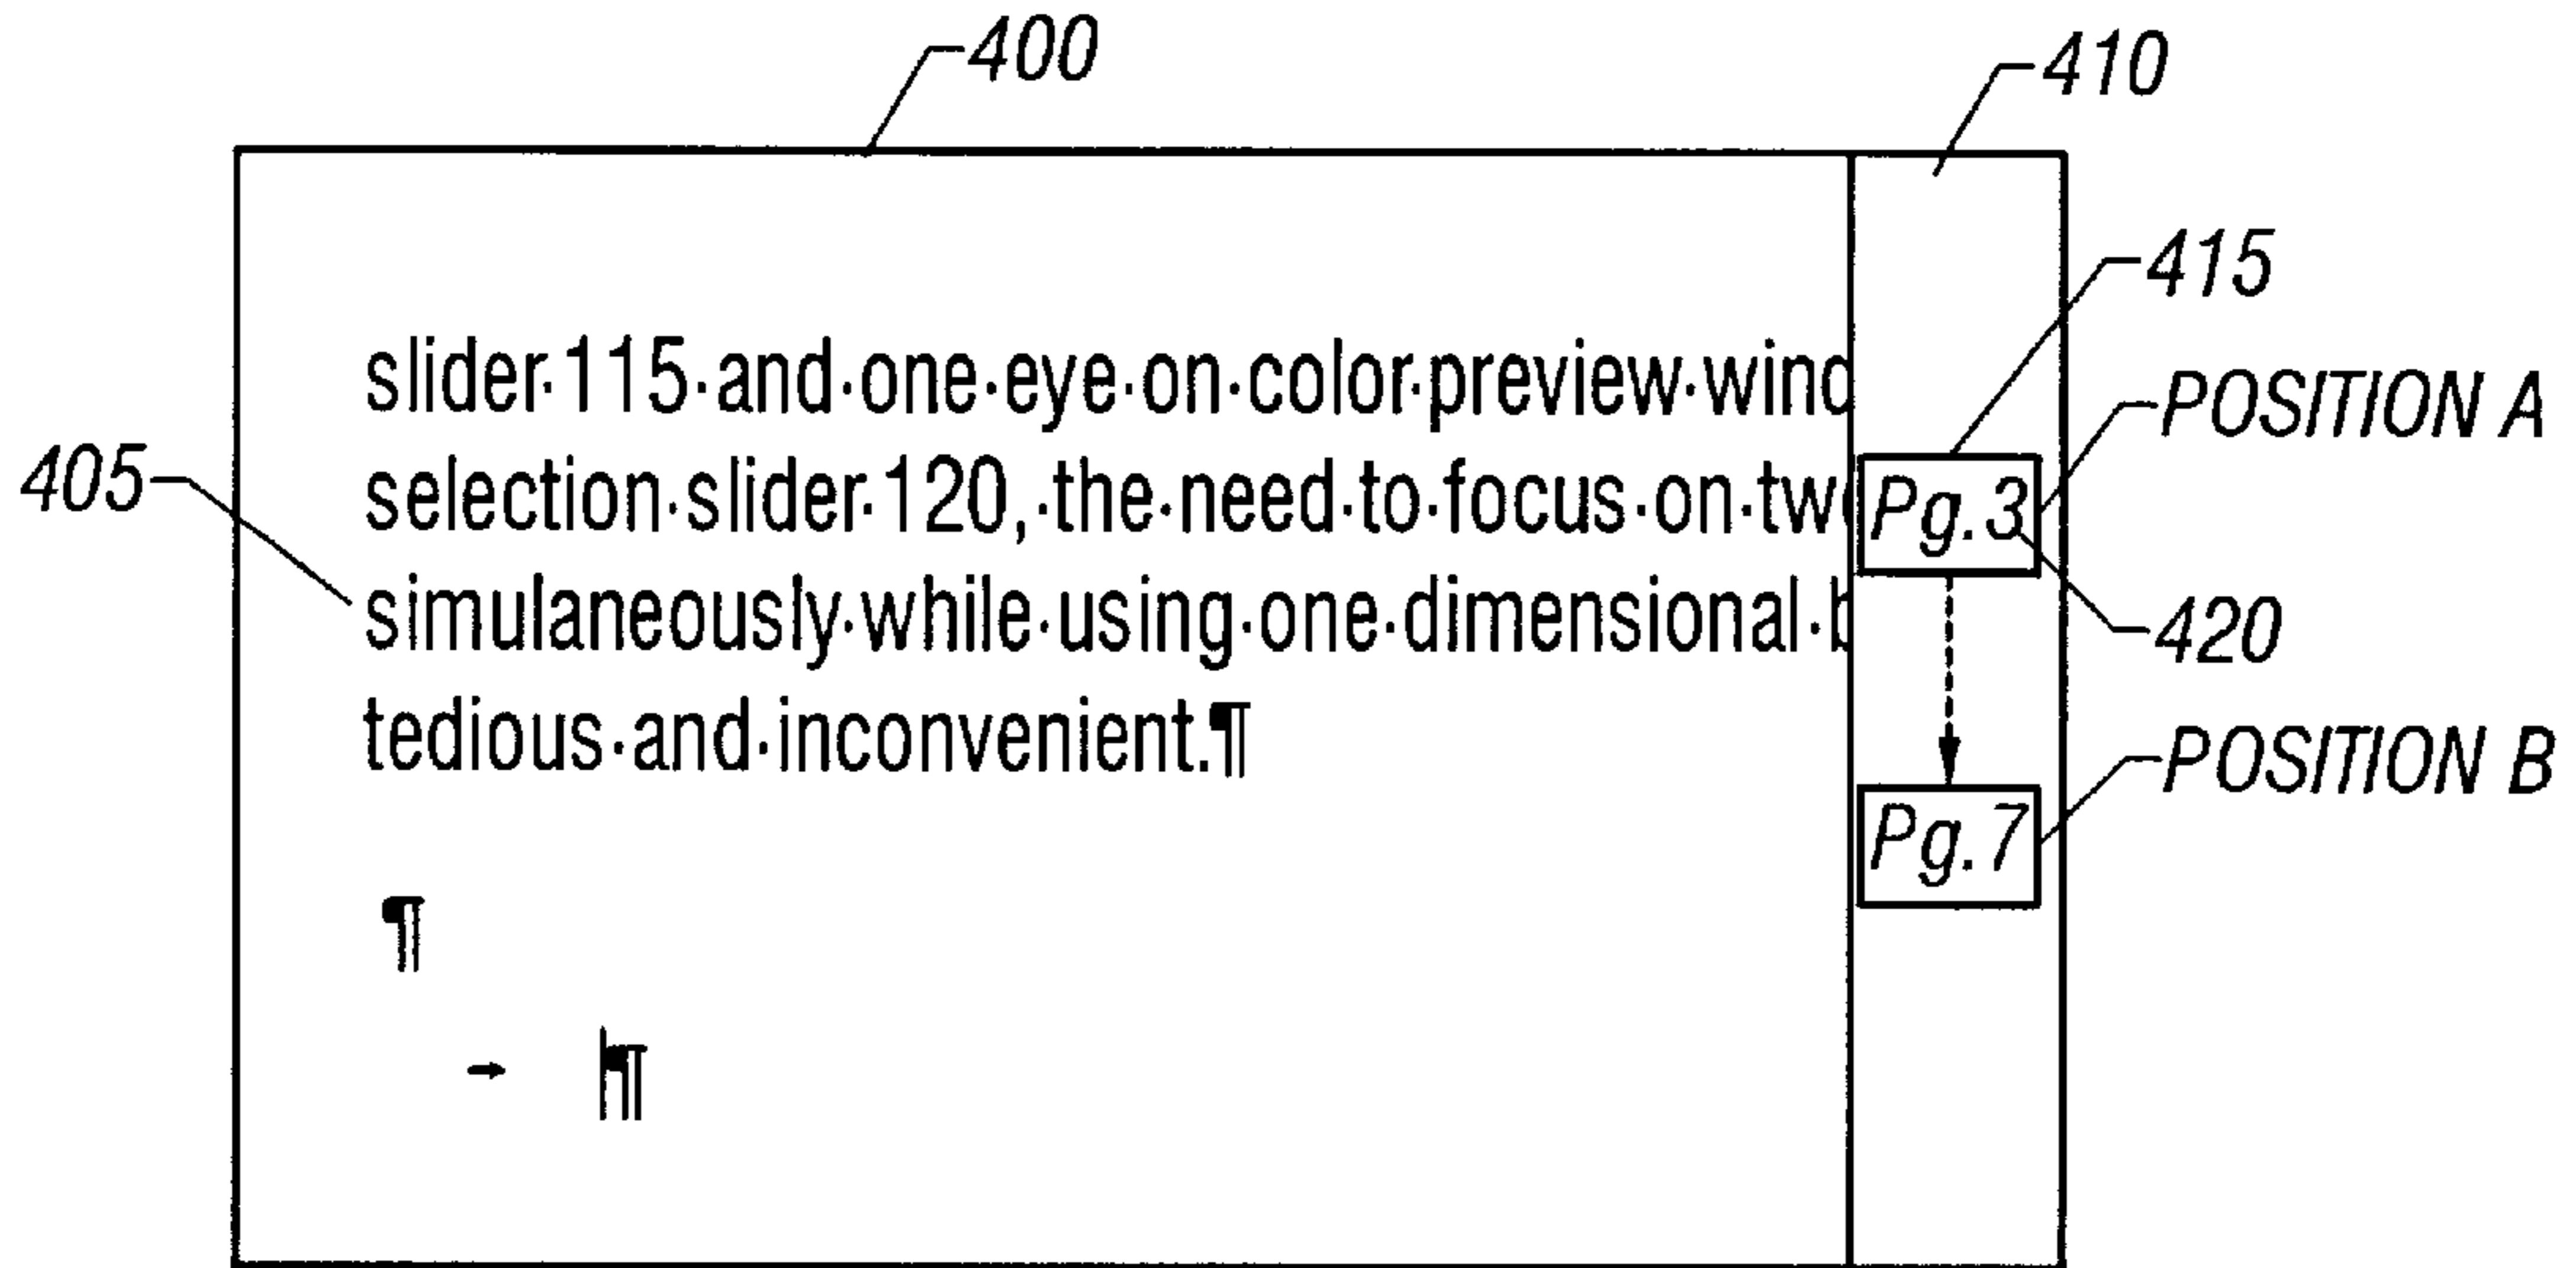 400
410
415
slider·115·and·one·eye·on·color·preview·wind
POSITION A
405
selection·slider·120,·the·need·to·focus·on·tw
Pg.3
simulaneously·while·using·one·dimensional·b
420
tedious·and·inconvenient.¶
POSITION B
Pg.7
¶
→ ¶